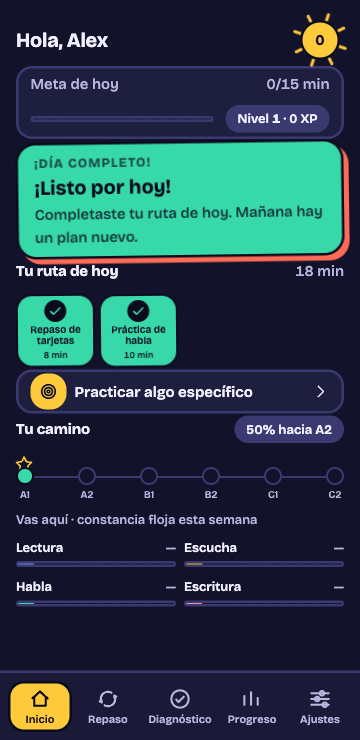 Hola, Alex
0
Meta de hoy
0/15 min
Nivel 1 · 0 XP
¡DÍA COMPLETO!
¡Listo por hoy!
Completaste tu ruta de hoy. Mañana hay
un plan nuevo.
Tu ruta de hoy
18 min
Repaso de
tarjetas
8 min
Práctica de
habla
10 min
Practicar algo específico
Tu camino
50% hacia A2
A1
A2
B1
B2
C1
C2
Vas aquí · constancia floja esta semana
Lectura
—
Escucha
—
Habla
—
Escritura
—
Inicio
Repaso
Diagnóstico
Progreso
Ajustes